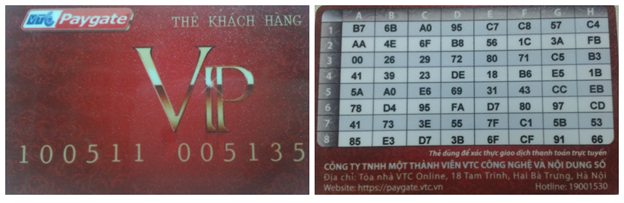 VTC Paygate
THẺ KHÁCH HÀNG
VIP
100511 005135
A B C D E F G H
1 B7 6B A0 95 C7 C8 57 C4
2 AA 4E 6F B8 56 1C 3A FB
3 00 26 29 72 80 71 C5 B3
4 41 39 23 DE 18 B6 E5 1B
5 5A A0 E6 69 31 43 CC EB
6 78 D4 95 FA D7 80 97 CD
7 41 73 3E 55 7F C1 5B 53
8 85 E3 D7 3B 6F CF 91 66
Thẻ dùng để xác thực giao dịch thanh toán trực tuyến
CÔNG TY TNHH MỘT THÀNH VIÊN VTC CÔNG NGHỆ VÀ NỘI DUNG SỐ
Địa chỉ: Tòa nhà VTC Online, 18 Tam Trinh, Hai Bà Trưng, Hà Nội
Website: https://paygate.vtc.vn Hotline: 19001530